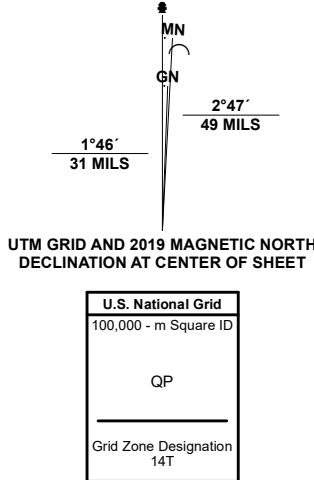 MN
GN
2°47´
49 MILS
1°46´
31 MILS
UTM GRID AND 2019 MAGNETIC NORTH
DECLINATION AT CENTER OF SHEET
U.S. National Grid
100,000 - m Square ID
QP
Grid Zone Designation
14T